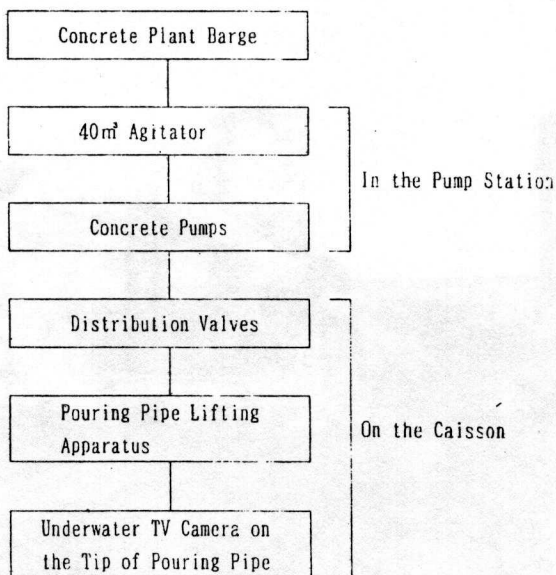 Concrete Plant Barge
40㎥ Agitator
In the Pump Station
Concrete Pumps
Distribution Valves
Pouring Pipe Lifting
Apparatus
On the Caisson
Underwater TV Camera on
the Tip of Pouring Pipe